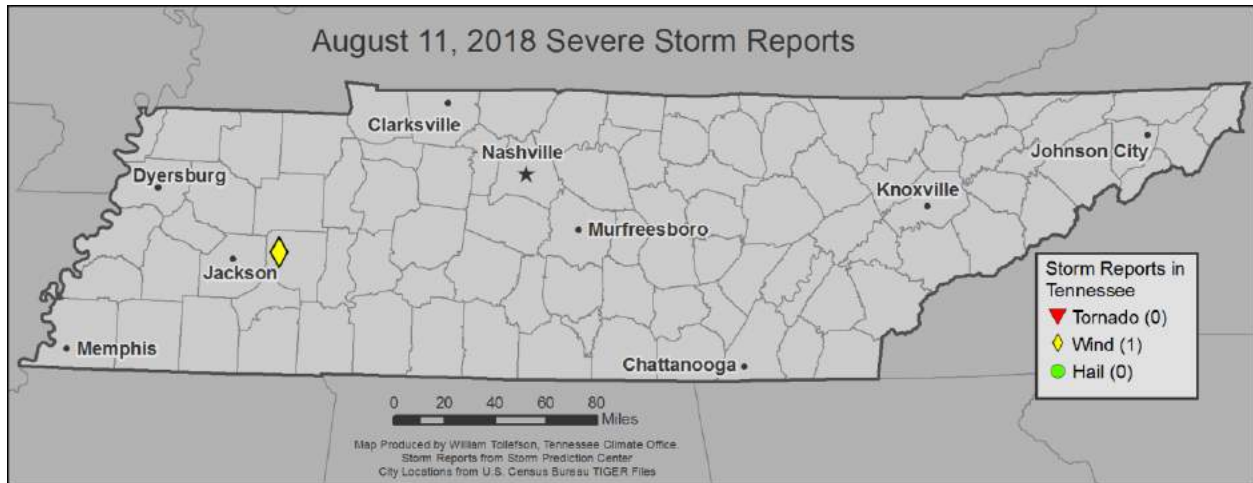 August 11, 2018 Severe Storm Reports
Clarksville
Nashville
Johnson City
Dyersburg
Knoxville
Murfreesboro
Jackson
Storm Reports in
Tennessee
Tornado (0)
Wind (1)
Hail (0)
Memphis
Chattanooga
0 20 40 60 80
Miles
Map Produced by William Tollefson, Tennessee Climate Office.
Storm Reports from Storm Prediction Center
City Locations from U.S. Census Bureau TIGER Files